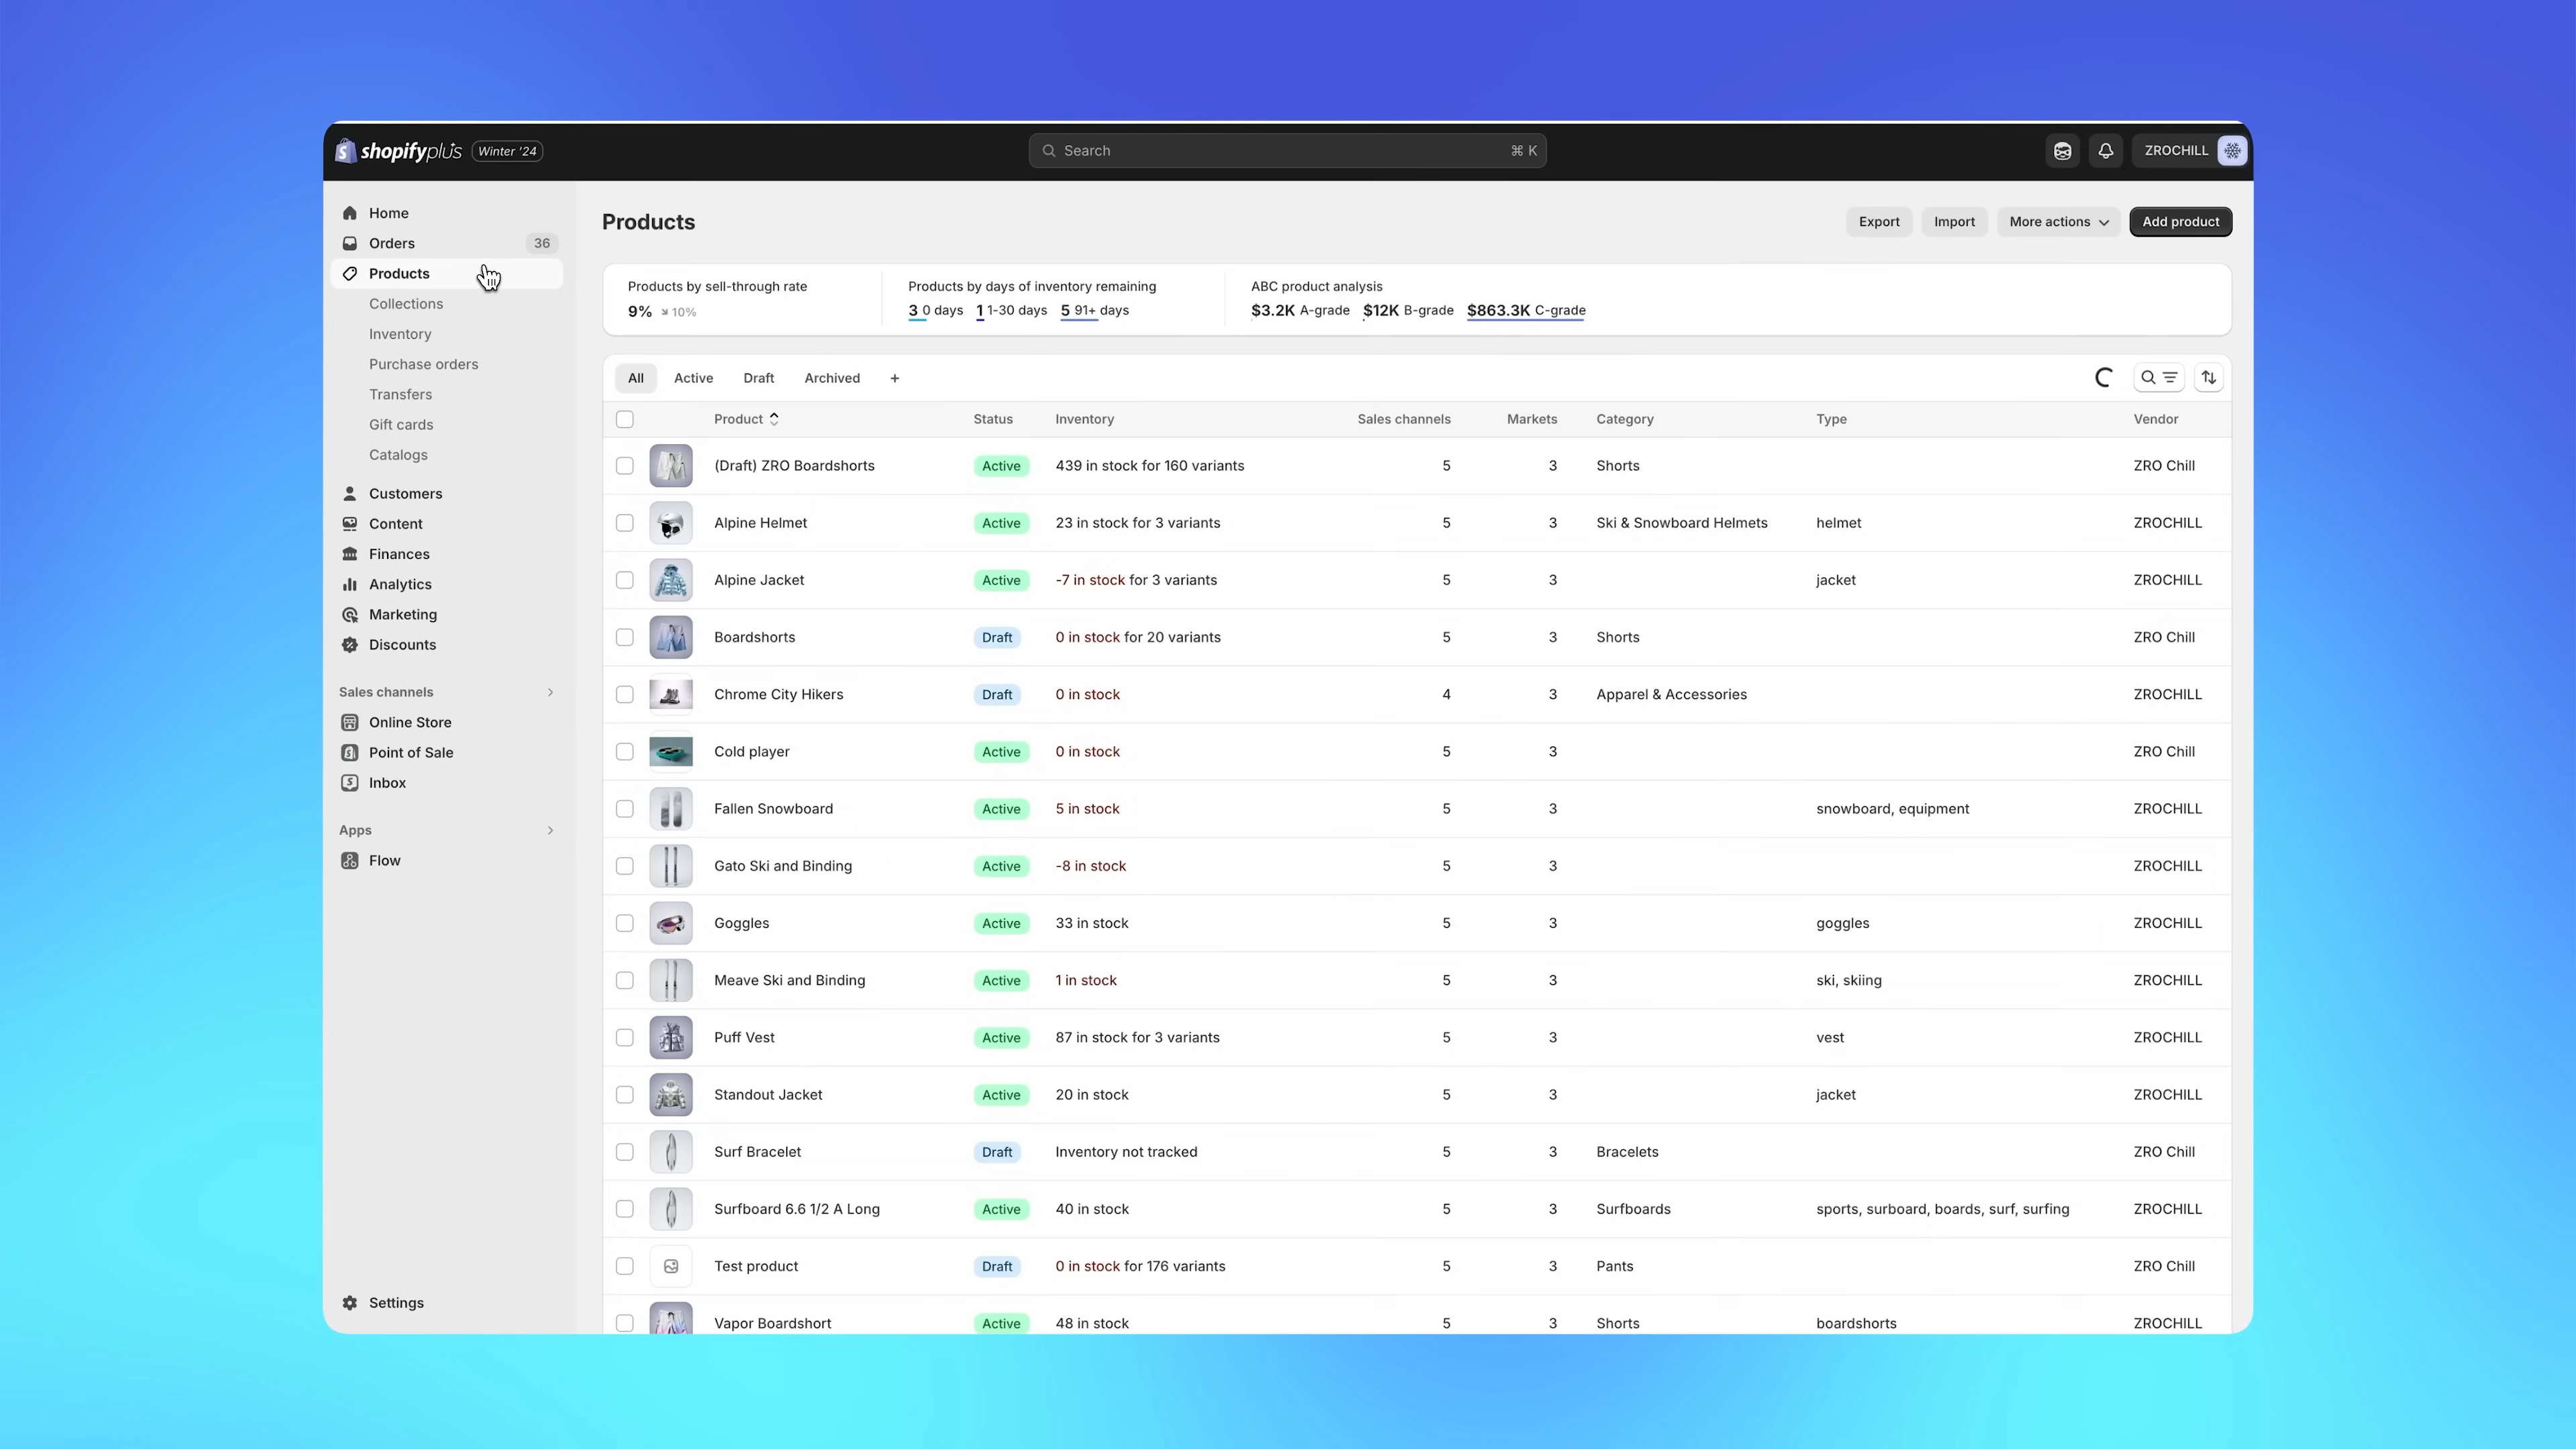 shopifyplus Winter '24
Search ⌘ K
ZROCHILL
Home
Orders 36
Products
Collections
Inventory
Purchase orders
Transfers
Gift cards
Catalogs
Customers
Content
Finances
Analytics
Marketing
Discounts
Sales channels
Online Store
Point of Sale
Inbox
Apps
Flow
Settings
Products
Export Import More actions Add product
Products by sell-through rate
9% 10%
Products by days of inventory remaining
3 0 days 1 1-30 days 5 91+ days
ABC product analysis
$3.2K A-grade $12K B-grade $863.3K C-grade
All Active Draft Archived +
Product Status Inventory Sales channels Markets Category Type Vendor
(Draft) ZRO Boardshorts Active 439 in stock for 160 variants 5 3 Shorts ZRO Chill
Alpine Helmet Active 23 in stock for 3 variants 5 3 Ski & Snowboard Helmets helmet ZROCHILL
Alpine Jacket Active -7 in stock for 3 variants 5 3 jacket ZROCHILL
Boardshorts Draft 0 in stock for 20 variants 5 3 Shorts ZRO Chill
Chrome City Hikers Draft 0 in stock 4 3 Apparel & Accessories ZROCHILL
Cold player Active 0 in stock 5 3 ZRO Chill
Fallen Snowboard Active 5 in stock 5 3 snowboard, equipment ZROCHILL
Gato Ski and Binding Active -8 in stock 5 3 ZROCHILL
Goggles Active 33 in stock 5 3 goggles ZROCHILL
Meave Ski and Binding Active 1 in stock 5 3 ski, skiing ZROCHILL
Puff Vest Active 87 in stock for 3 variants 5 3 vest ZROCHILL
Standout Jacket Active 20 in stock 5 3 jacket ZROCHILL
Surf Bracelet Draft Inventory not tracked 5 3 Bracelets ZRO Chill
Surfboard 6.6 1/2 A Long Active 40 in stock 5 3 Surfboards sports, surboard, boards, surf, surfing ZROCHILL
Test product Draft 0 in stock for 176 variants 5 3 Pants ZRO Chill
Vapor Boardshort Active 48 in stock 5 3 Shorts boardshorts ZROCHILL